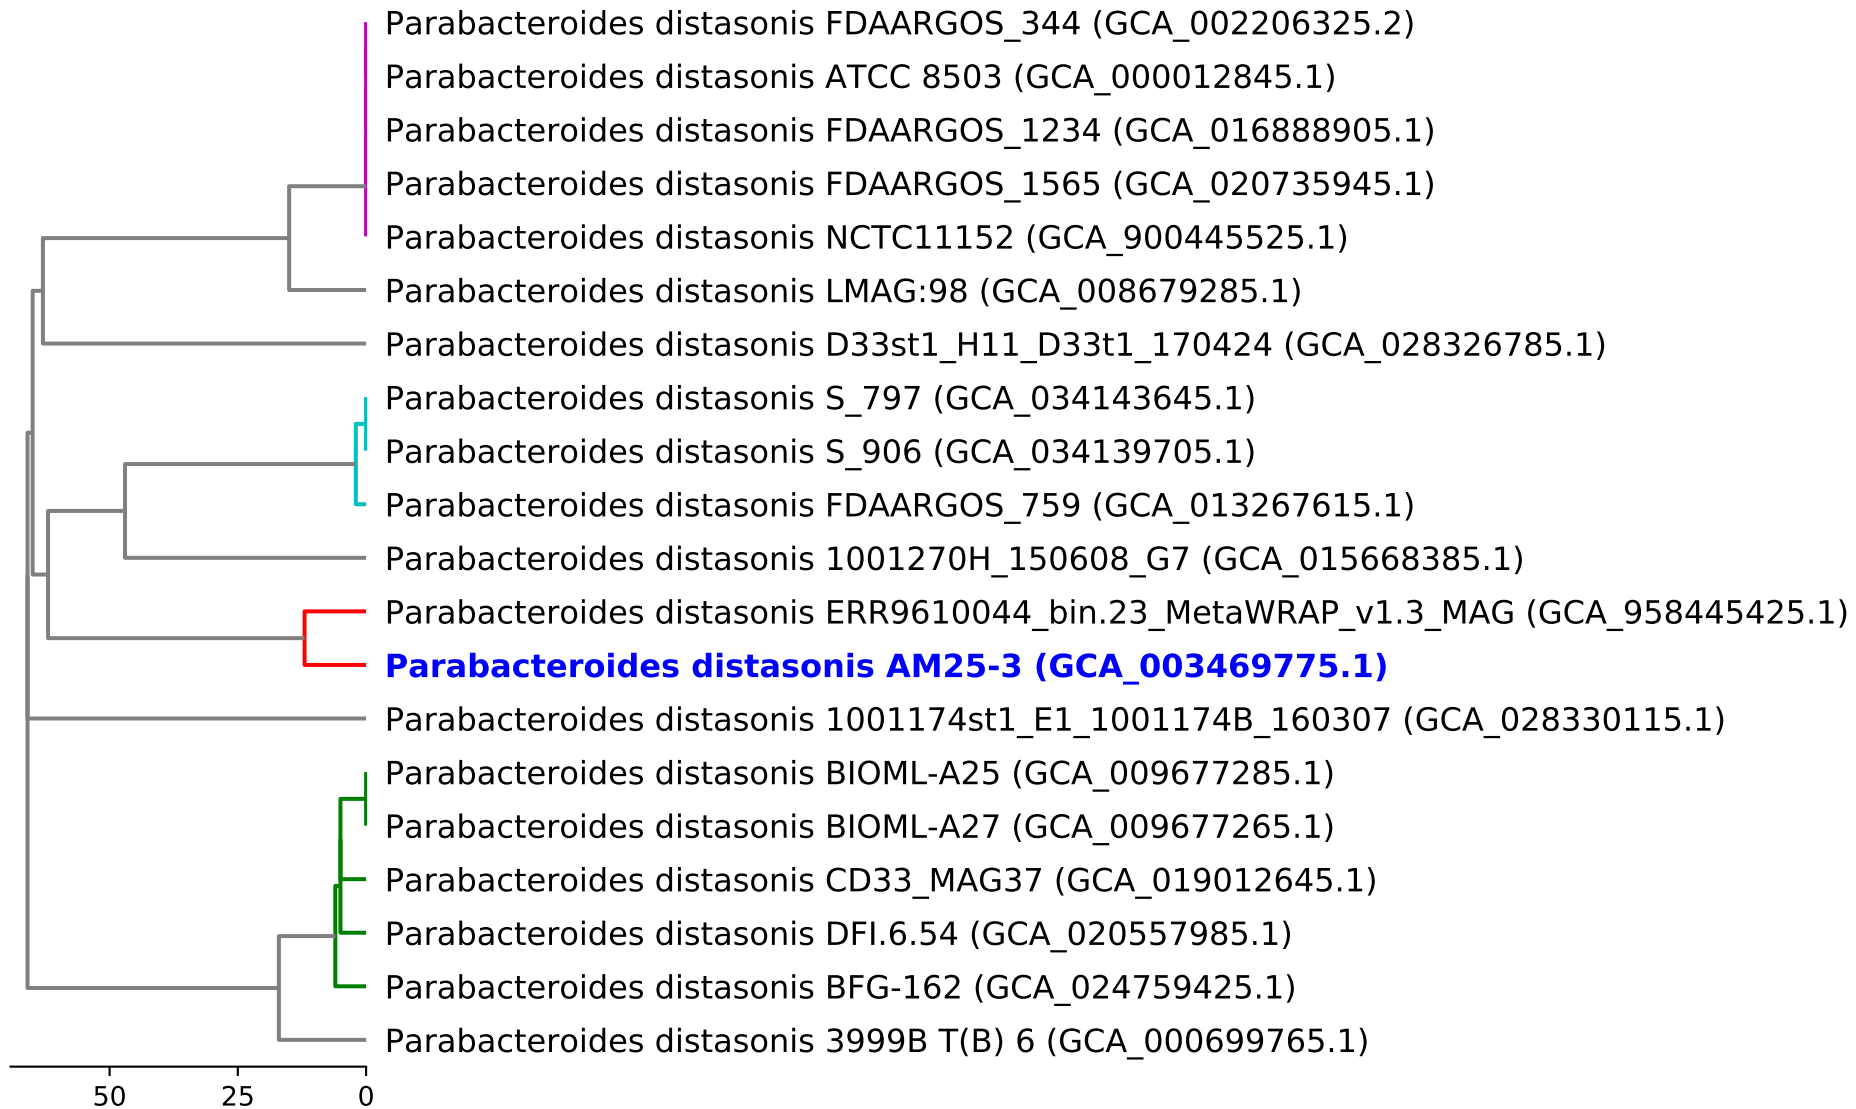 Parabacteroides distasonis FDAARGOS_344 (GCA_002206325.2)
Parabacteroides distasonis ATCC 8503 (GCA_000012845.1)
Parabacteroides distasonis FDAARGOS_1234 (GCA_016888905.1)
Parabacteroides distasonis FDAARGOS_1565 (GCA_020735945.1)
Parabacteroides distasonis NCTC11152 (GCA_900445525.1)
Parabacteroides distasonis LMAG:98 (GCA_008679285.1)
Parabacteroides distasonis D33st1_H11_D33t1_170424 (GCA_028326785.1)
Parabacteroides distasonis S_797 (GCA_034143645.1)
Parabacteroides distasonis S_906 (GCA_034139705.1)
Parabacteroides distasonis FDAARGOS_759 (GCA_013267615.1)
Parabacteroides distasonis 1001270H_150608_G7 (GCA_015668385.1)
Parabacteroides distasonis ERR9610044_bin.23_MetaWRAP_v1.3_MAG (GCA_958445425.1)
Parabacteroides distasonis AM25-3 (GCA_003469775.1)
Parabacteroides distasonis 1001174st1_E1_1001174B_160307 (GCA_028330115.1)
Parabacteroides distasonis BIOML-A25 (GCA_009677285.1)
Parabacteroides distasonis BIOML-A27 (GCA_009677265.1)
Parabacteroides distasonis CD33_MAG37 (GCA_019012645.1)
Parabacteroides distasonis DFI.6.54 (GCA_020557985.1)
Parabacteroides distasonis BFG-162 (GCA_024759425.1)
Parabacteroides distasonis 3999B T(B) 6 (GCA_000699765.1)
50 25 0